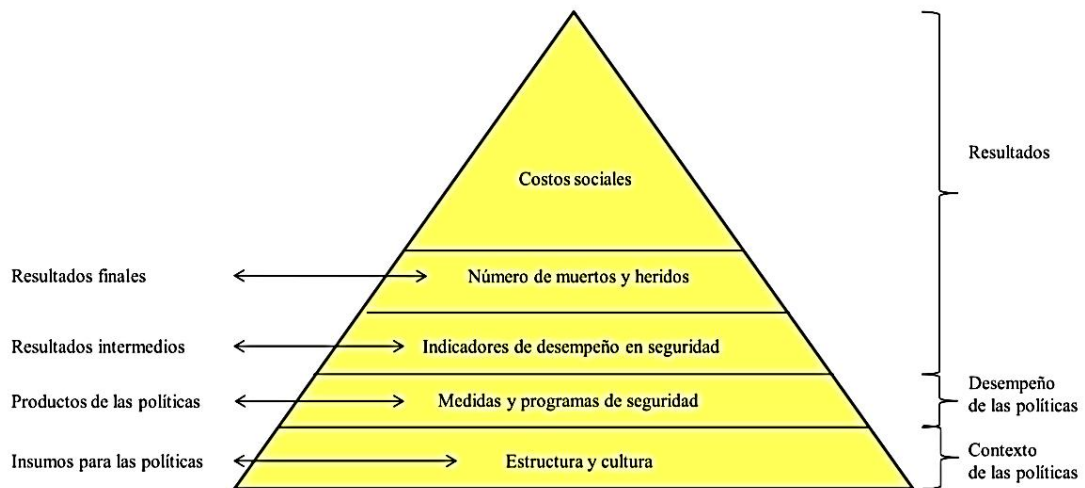 Costos sociales
Resultados
Resultados finales
Número de muertos y heridos
Resultados intermedios
Indicadores de desempeño en seguridad
Productos de las políticas
Medidas y programas de seguridad
Desempeño
de las políticas
Insumos para las políticas
Estructura y cultura
Contexto
de las políticas